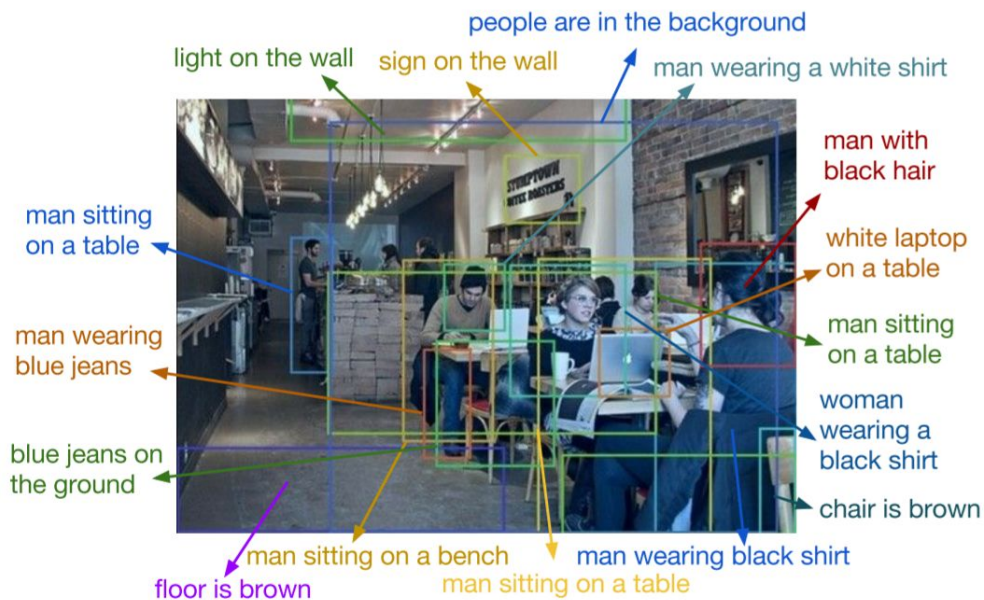 people are in the background
light on the wall
sign on the wall
man wearing a white shirt
man with
black hair
STUMPTOWN
COFFEE ROASTERS
man sitting
on a table
white laptop
on a table
man wearing
blue jeans
man sitting
on a table
woman
wearing a
black shirt
blue jeans on
the ground
chair is brown
man sitting on a bench
man wearing black shirt
floor is brown
man sitting on a table